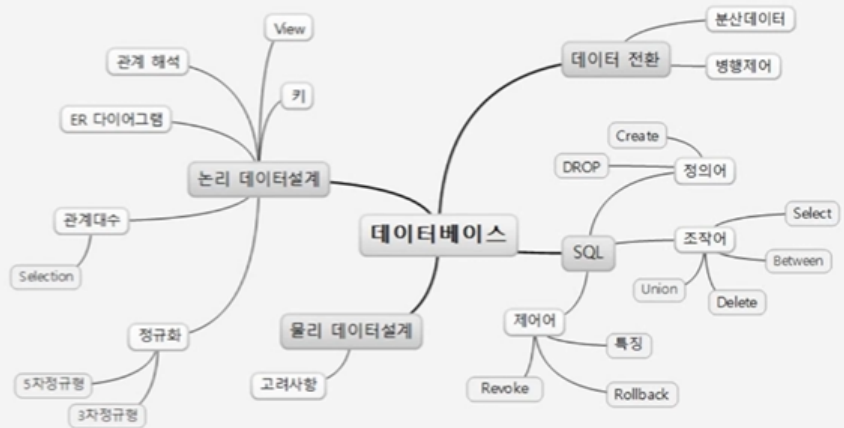 View
분산데이터
관계 해석
데이터 전환
병행제어
키
ER 다이어그램
Create
DROP
정의어
논리 데이터설계
관계대수
데이터베이스
Select
조작어
SQL
Between
Selection
Union
Delete
제어어
물리 데이터설계
정규화
특징
고려사항
5차정규형
Revoke
Rollback
3차정규형